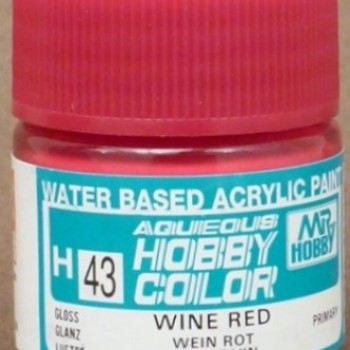 WATER BASED ACRYLIC PAINT
AQUEOUS
HOBBY
COLOR
H 43
MR
HOBBY
GLOSS
GLANZ
WINE RED
PRIMARY
WEIN ROT